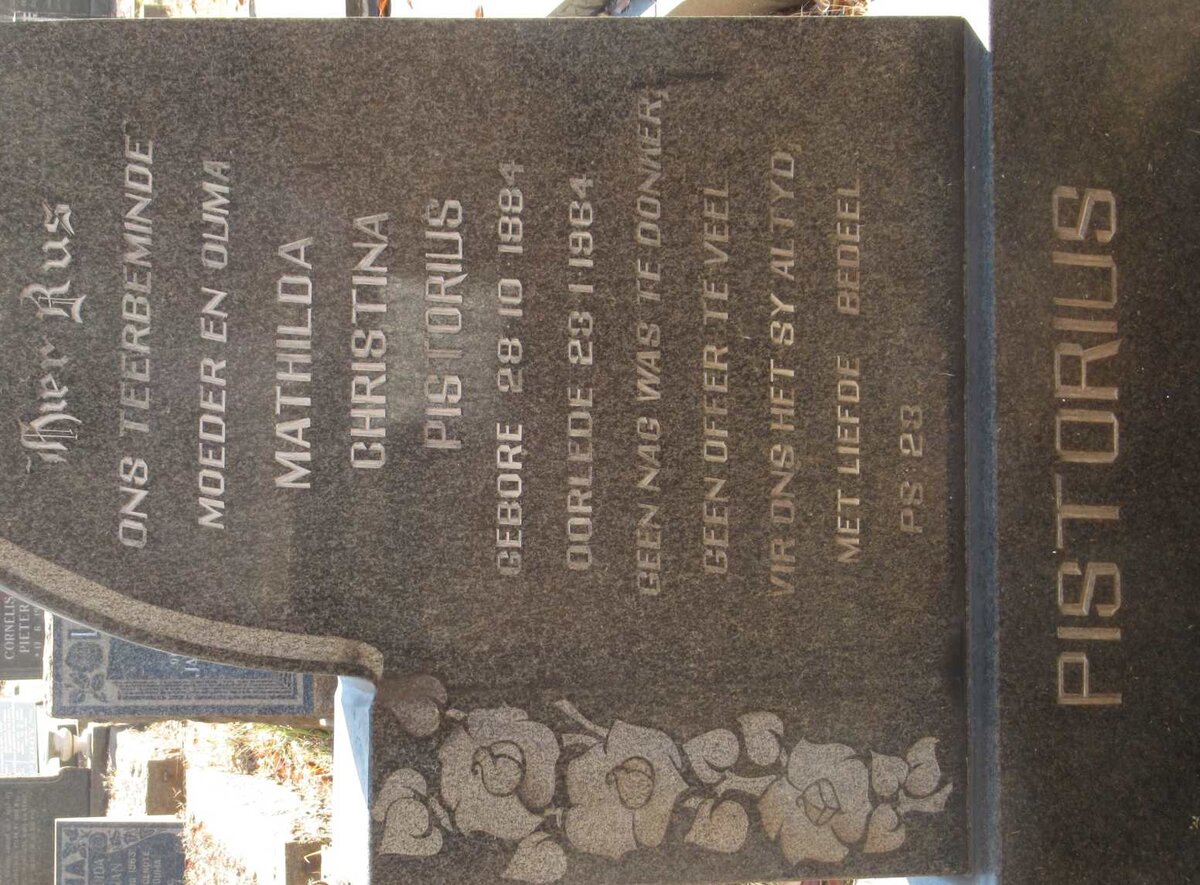 Hier Rus
ONS TEERBEMINDE
MOEDER EN OUMA
MATHILDA
CHRISTINA
PISTORIUS
GEBORE 28·10·1884
OORLEDE 23·1·1964
GEEN NAG WAS TE DONKER,
GEEN OFFER TE VEEL
VIR ONS HET SY ALTYD,
MET LIEFDE BEDEEL
PS 23
PISTORIUS
CORNELIS
PIETER